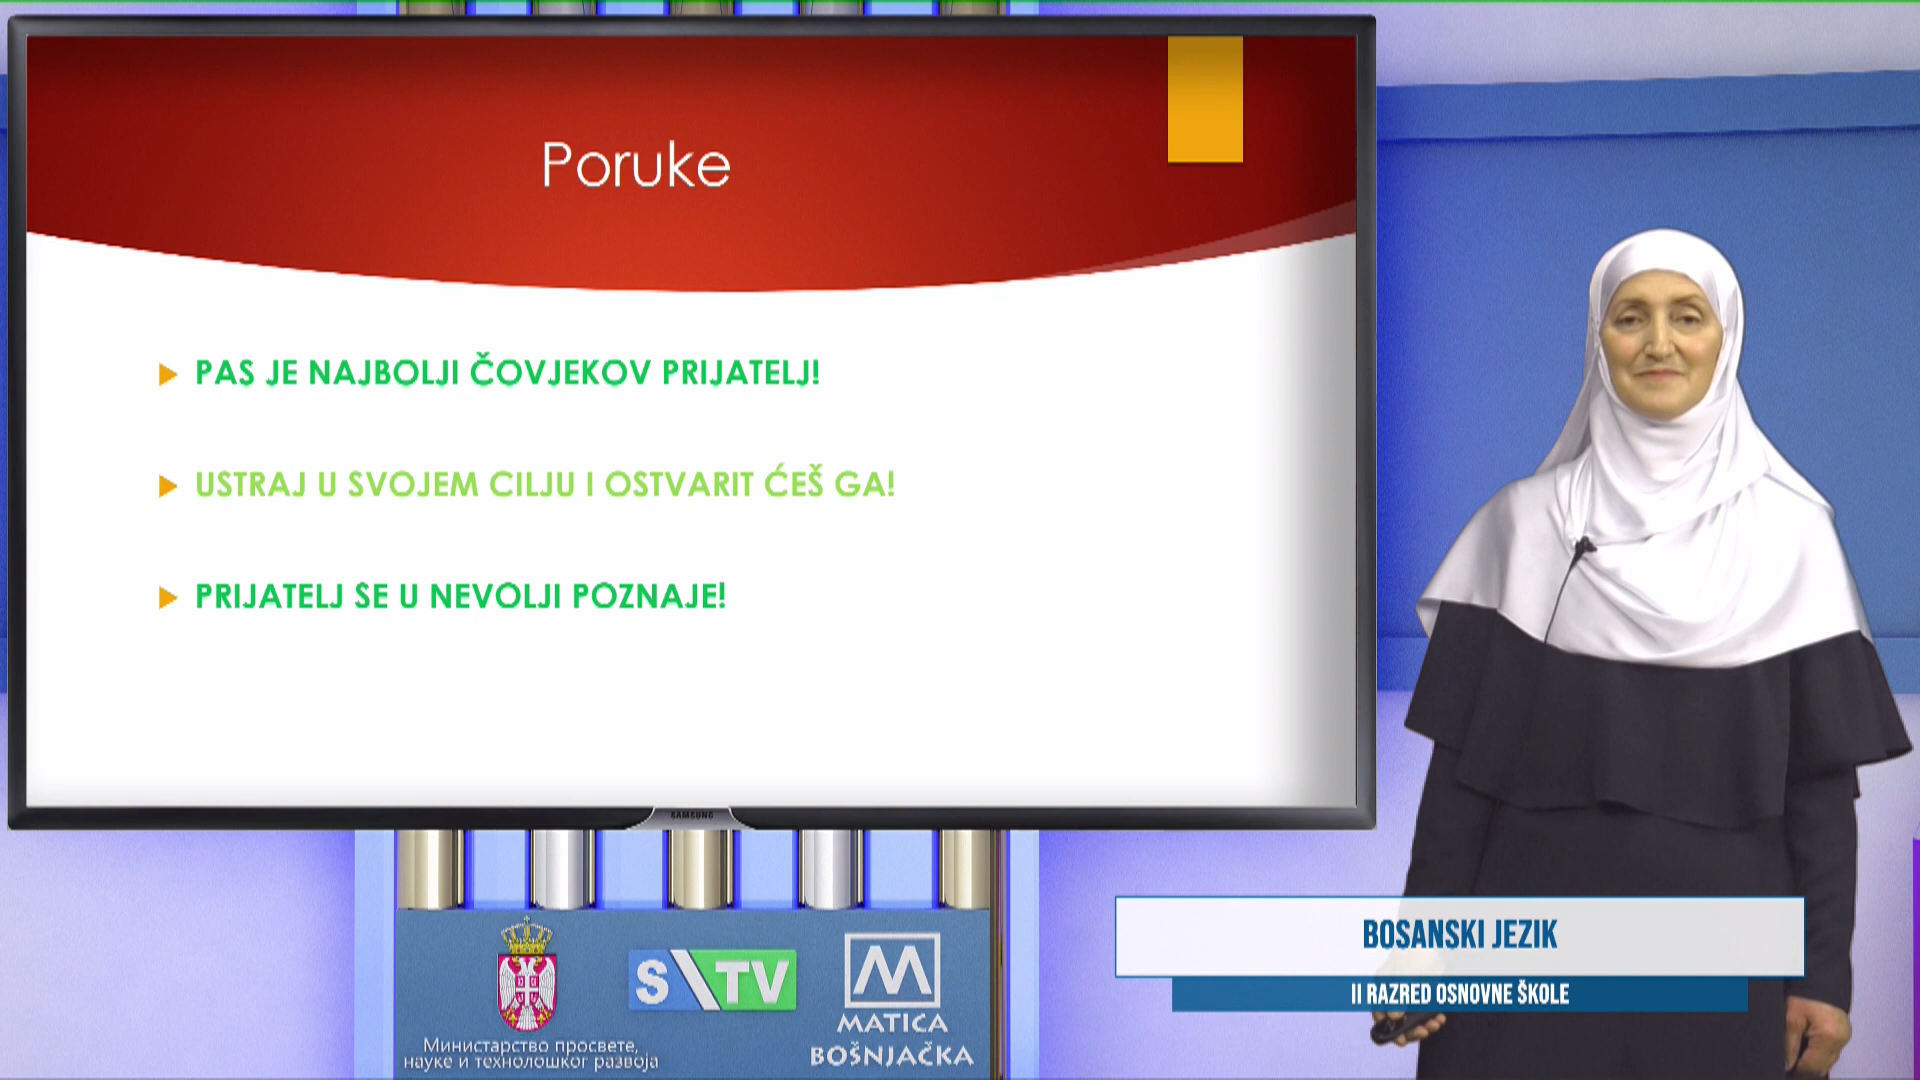 Poruke
PAS JE NAJBOLJI ČOVJEKOV PRIJATELJ!
USTRAJ U SVOJEM CILJU I OSTVARIT ĆEŠ GA!
PRIJATELJ SE U NEVOLJI POZNAJE!
SAMSUNG
BOSANSKI JEZIK
II RAZRED OSNOVNE ŠKOLE
Министарство просвете,
науке и технолошког развоја
S TV
MATICA
BOŠNJAČKA